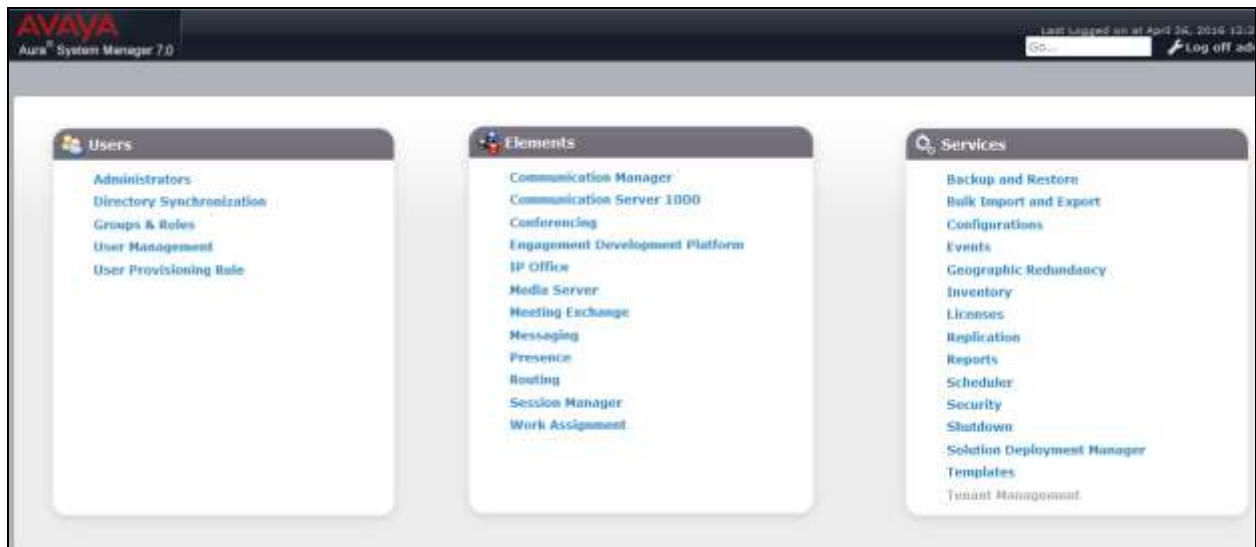 AVAYA
Aura® System Manager 7.0
Last Logged on at April 26, 2016 12:2
Go...
Log off ad
Users
Administrators
Directory Synchronization
Groups & Roles
User Management
User Provisioning Rule
Elements
Communication Manager
Communication Server 1000
Conferencing
Engagement Development Platform
IP Office
Media Server
Meeting Exchange
Messaging
Presence
Routing
Session Manager
Work Assignment
Services
Backup and Restore
Bulk Import and Export
Configurations
Events
Geographic Redundancy
Inventory
Licenses
Replication
Reports
Scheduler
Security
Shutdown
Solution Deployment Manager
Templates
Tenant Management